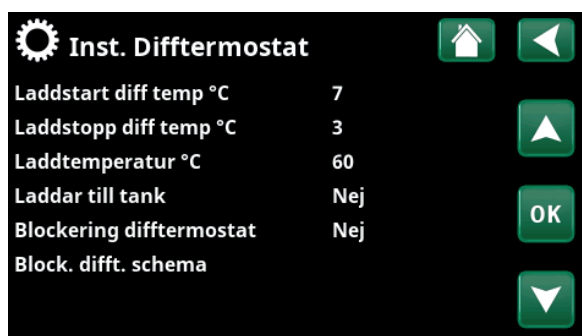 Inst. Difftermostat
Laddstart diff temp °C 7
Laddstopp diff temp °C 3
Laddtemperatur °C 60
Laddar till tank Nej
OK
Blockering difftermostat Nej
Block. difft. schema